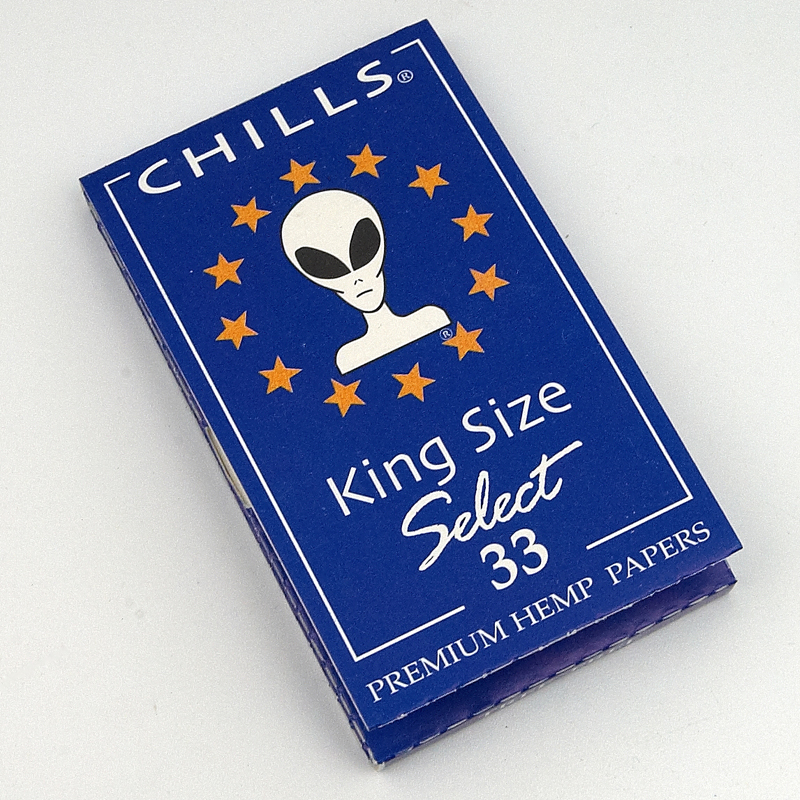 CHILLS®
®
King Size
Select
33
PREMIUM HEMP PAPERS